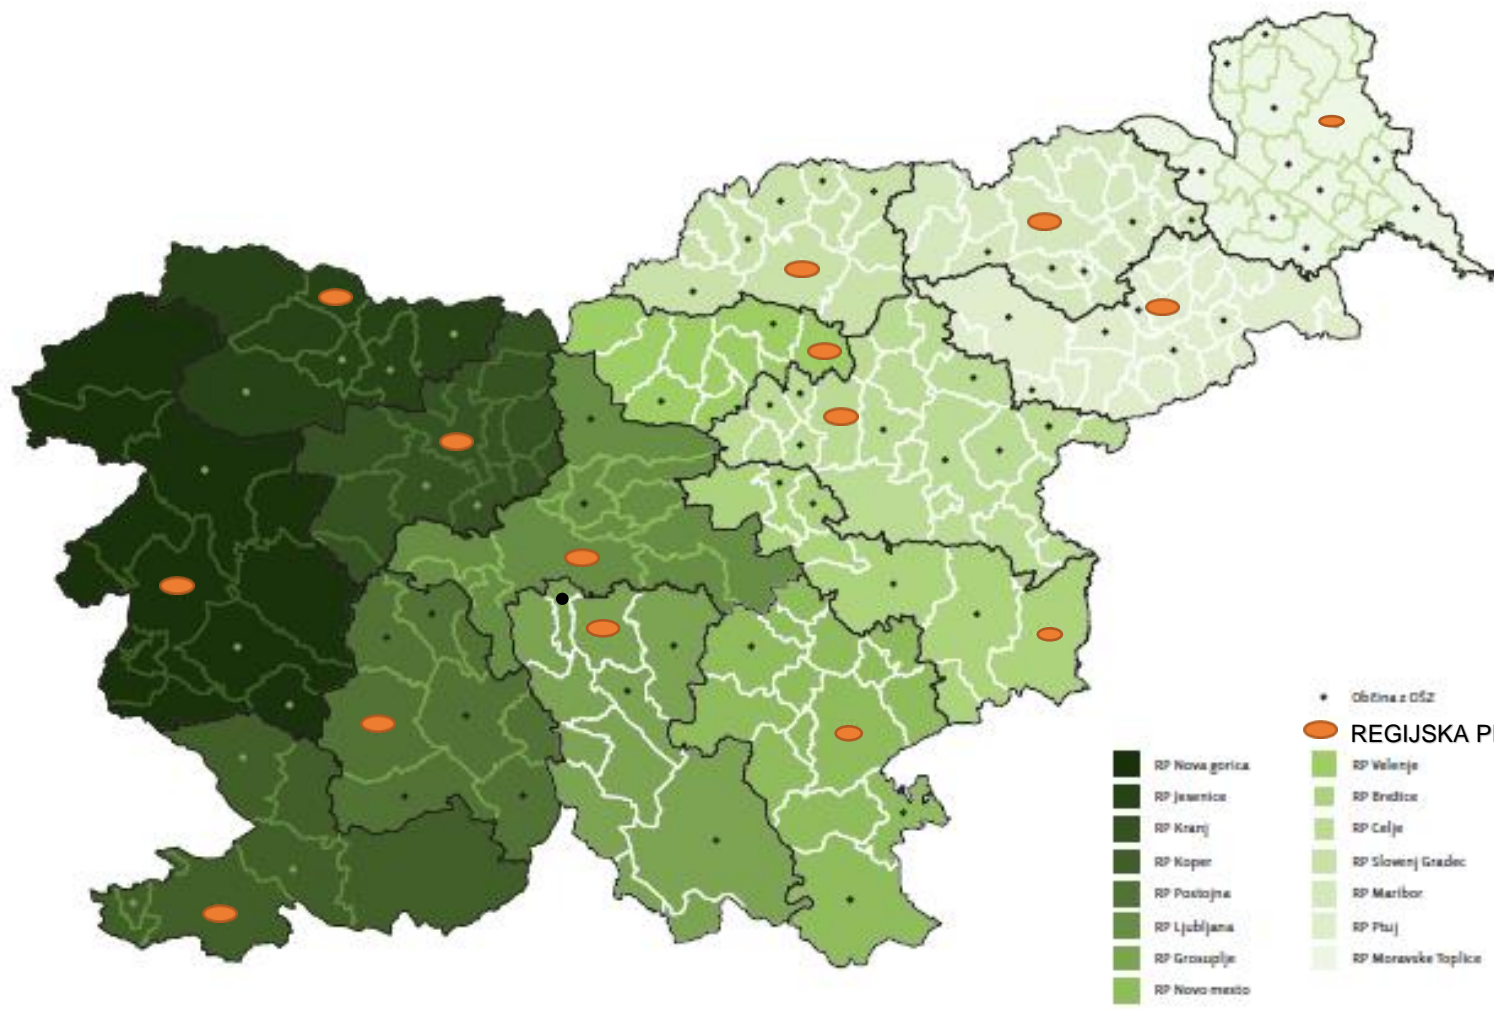 Občina z OŠZ
REGIJSKA P
RP Nova gorica
RP Jesenice
RP Kranj
RP Koper
RP Postojna
RP Ljubljana
RP Grosuplje
RP Novo mesto
RP Velenje
RP Brežice
RP Celje
RP Slovenj Gradec
RP Maribor
RP Ptuj
RP Moravske Toplice